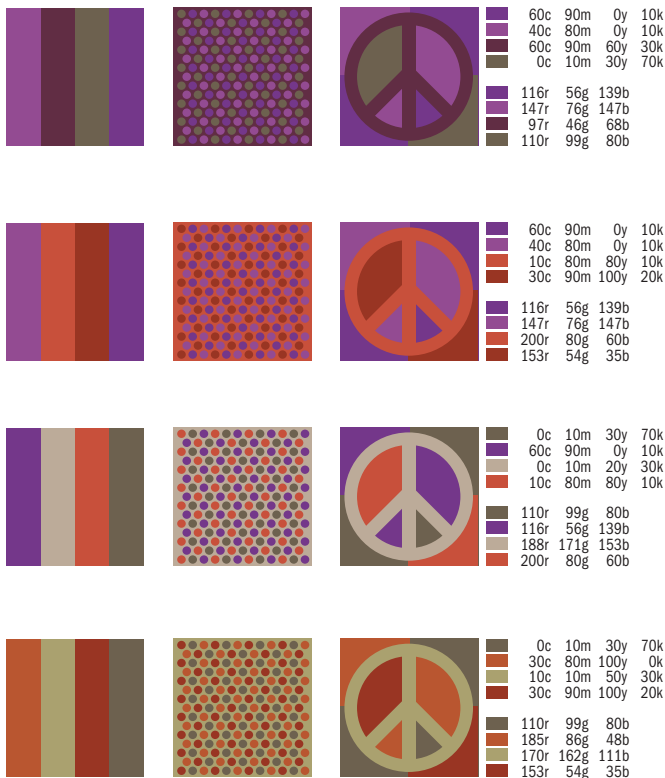 60c 90m 0y 10k
40c 80m 0y 10k
60c 90m 60y 30k
0c 10m 30y 70k
116r 56g 139b
147r 76g 147b
97r 46g 68b
110r 99g 80b
60c 90m 0y 10k
40c 80m 0y 10k
10c 80m 80y 10k
30c 90m 100y 20k
116r 56g 139b
147r 76g 147b
200r 80g 60b
153r 54g 35b
0c 10m 30y 70k
60c 90m 0y 10k
0c 10m 20y 30k
10c 80m 80y 10k
110r 99g 80b
116r 56g 139b
188r 171g 153b
200r 80g 60b
0c 10m 30y 70k
30c 80m 100y 0k
10c 10m 50y 30k
30c 90m 100y 20k
110r 99g 80b
185r 86g 48b
170r 162g 111b
153r 54g 35b